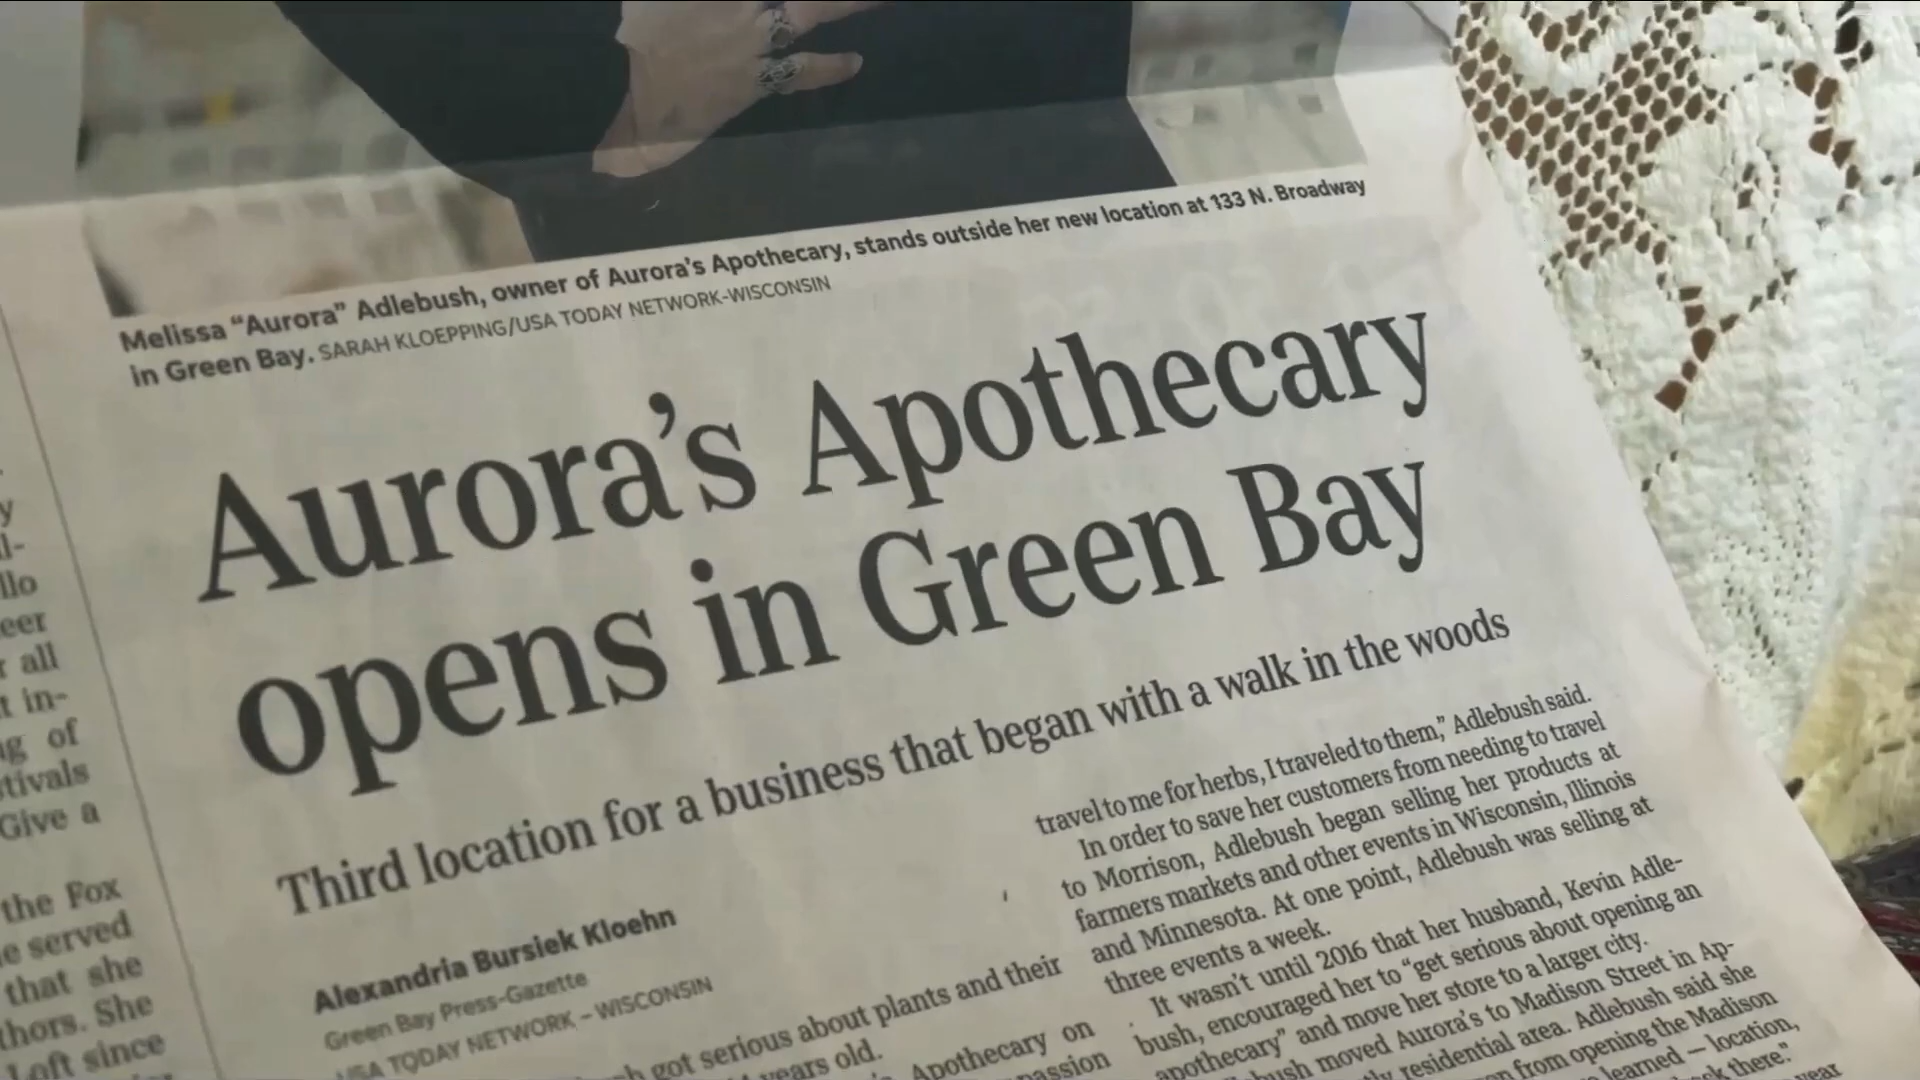 Melissa “Aurora” Adlebush, owner of Aurora’s Apothecary, stands outside her new location at 133 N. Broadway
in Green Bay. SARAH KLOEPPING/USA TODAY NETWORK-WISCONSIN
Aurora’s Apothecary
opens in Green Bay
Third location for a business that began with a walk in the woods
Alexandria Bursiek Kloehn
Green Bay Press-Gazette
USA TODAY NETWORK – WISCONSIN
got serious about plants and their
years old.
Apothecary on
travel to me for herbs, I traveled to them,” Adlebush said.
In order to save her customers from needing to travel
to Morrison, Adlebush began selling her products at
farmers markets and other events in Wisconsin, Illinois
and Minnesota. At one point, Adlebush was selling at
three events a week.
It wasn’t until 2016 that her husband, Kevin Adle-
bush, encouraged her to “get serious about opening an
apothecary” and move her store to a larger city.
moved Aurora’s to Madison Street in Ap-
residential area. Adlebush said she
from opening the Madison
learned — location,
there.”
year
all
in-
of
Give a
the Fox
served
that she
She
Loft since